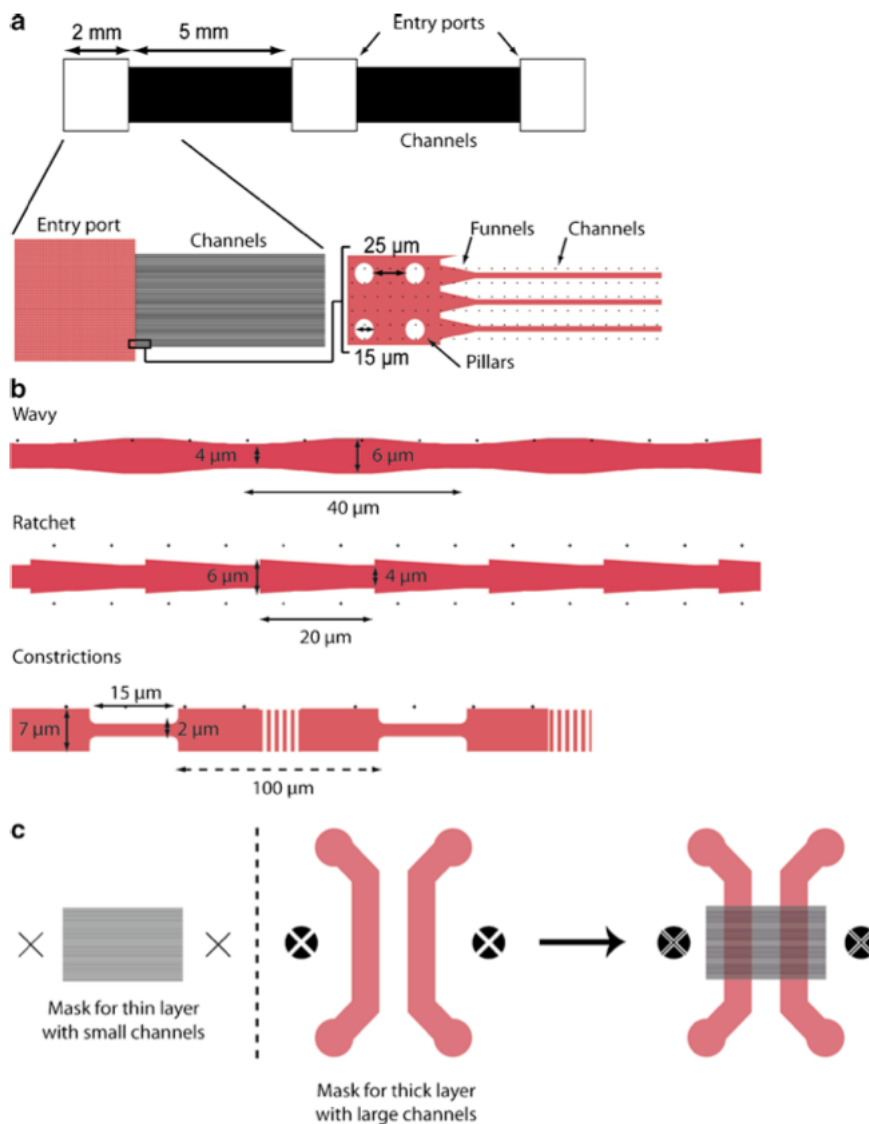 a
2 mm
5 mm
Entry ports
Channels
Entry port
Channels
25 µm
Funnels
Channels
15 µm
Pillars
b
Wavy
4 µm
6 µm
40 µm
Ratchet
6 µm
4 µm
20 µm
Constrictions
15 µm
7 µm
2 µm
100 µm
c
Mask for thin layer
with small channels
Mask for thick layer
with large channels